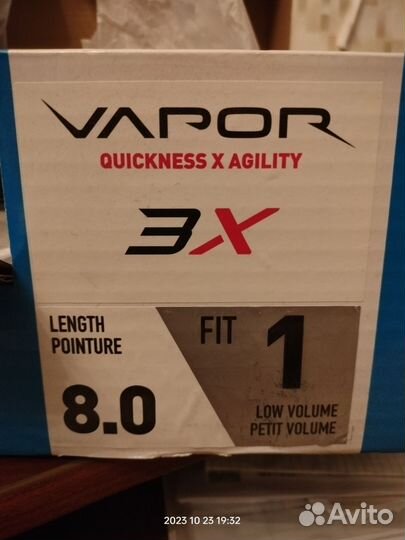 VAPOR
QUICKNESS X AGILITY
3X
LENGTH
POINTURE
8.0
FIT 1
LOW VOLUME
PETIT VOLUME
2023 10 23 19:32
Avito